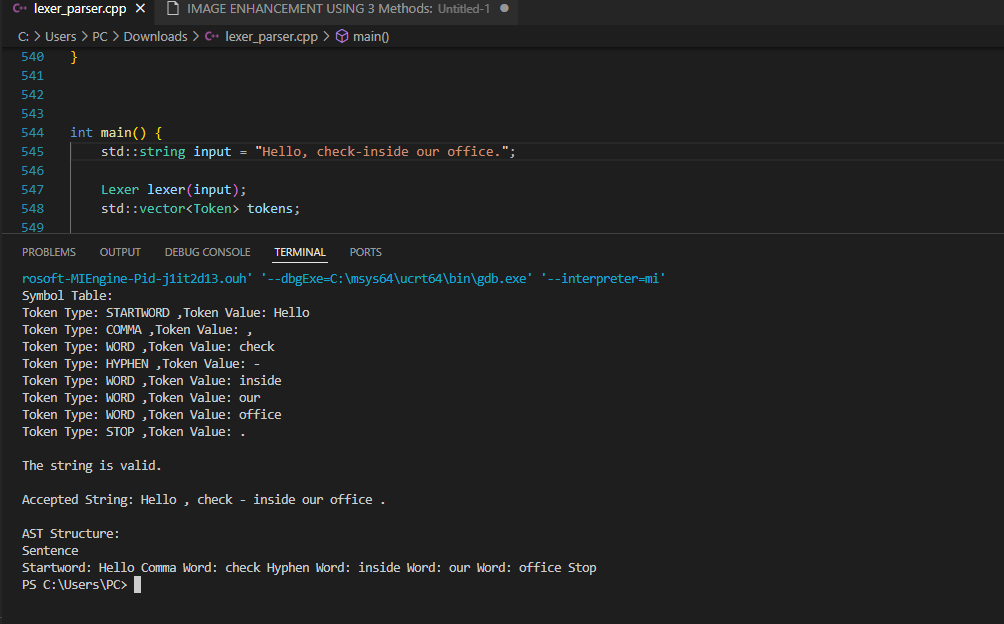 lexer_parser.cpp IMAGE ENHANCEMENT USING 3 Methods: Untitled-1
C: > Users > PC > Downloads > lexer_parser.cpp > main()
540 }
541
542
543
544 int main() {
545 std::string input = "Hello, check-inside our office.";
546
547 Lexer lexer(input);
548 std::vector<Token> tokens;
549
PROBLEMS OUTPUT DEBUG CONSOLE TERMINAL PORTS
rosoft-MIEngine-Pid-j1it2d13.ouh' '--dbgExe=C:\msys64\ucrt64\bin\gdb.exe' '--interpreter=mi'
Symbol Table:
Token Type: STARTWORD ,Token Value: Hello
Token Type: COMMA ,Token Value: ,
Token Type: WORD ,Token Value: check
Token Type: HYPHEN ,Token Value: -
Token Type: WORD ,Token Value: inside
Token Type: WORD ,Token Value: our
Token Type: WORD ,Token Value: office
Token Type: STOP ,Token Value: .
The string is valid.
Accepted String: Hello , check - inside our office .
AST Structure:
Sentence
Startword: Hello Comma Word: check Hyphen Word: inside Word: our Word: office Stop
PS C:\Users\PC>